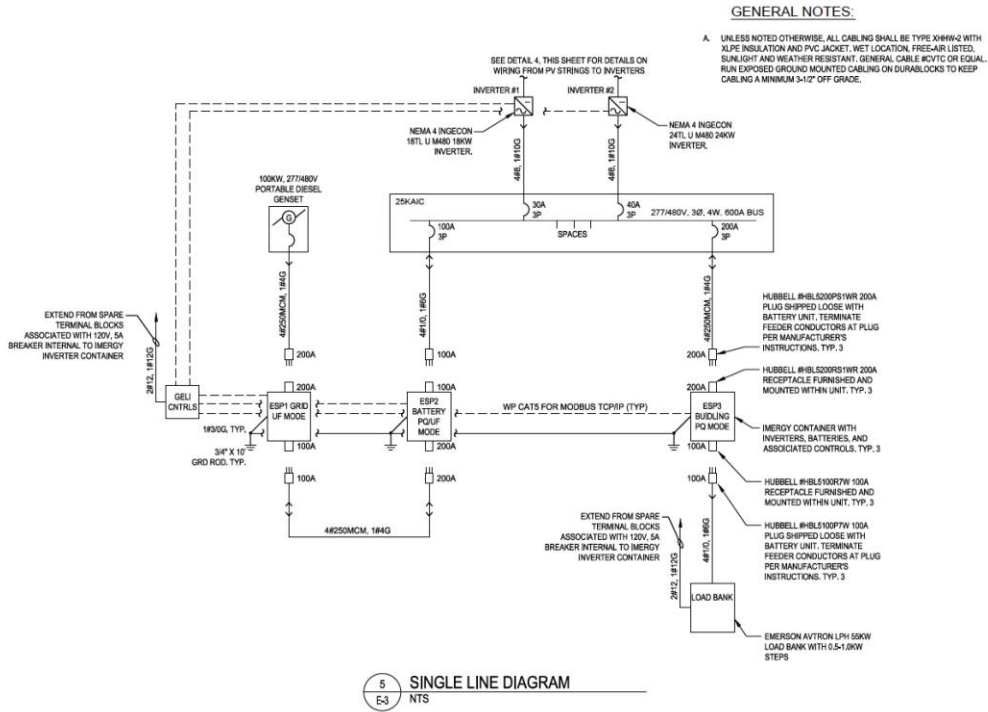 GENERAL NOTES:
A. UNLESS NOTED OTHERWISE, ALL CABLING SHALL BE TYPE XHHW-2 WITH
XLPE INSULATION AND PVC JACKET. WET LOCATION, FREE-AIR LISTED,
SUNLIGHT AND WEATHER RESISTANT. GENERAL CABLE #CVTC OR EQUAL.
RUN EXPOSED GROUND MOUNTED CABLING ON DURABLOCKS TO KEEP
CABLING A MINIMUM 3-1/2" OFF GRADE.
SEE DETAIL 4, THIS SHEET FOR DETAILS ON
WIRING FROM PV STRINGS TO INVERTERS
INVERTER #1
INVERTER #2
NEMA 4 INGECON
18TL U M480 18KW
INVERTER.
NEMA 4 INGECON
24TL U M480 24KW
INVERTER.
4#8, 1#10G
4#8, 1#10G
100KW, 277/480V
PORTABLE DIESEL
GENSET
G
25KAIC
30A
3P
40A
3P
277/480V, 3Ø, 4W, 600A BUS
100A
3P
SPACES
200A
3P
4#250MCM, 1#4G
4#1/0, 1#6G
4#250MCM, 1#4G
EXTEND FROM SPARE
TERMINAL BLOCKS
ASSOCIATED WITH 120V, 5A
BREAKER INTERNAL TO IMERGY
INVERTER CONTAINER
2#12, 1#12G
200A
100A
200A
HUBBELL #HBL5200PS1WR 200A
PLUG SHIPPED LOOSE WITH
BATTERY UNIT. TERMINATE
FEEDER CONDUCTORS AT PLUG
PER MANUFACTURER'S
INSTRUCTIONS. TYP. 3
200A
100A
200A
HUBBELL #HBL5200RS1WR 200A
RECEPTACLE FURNISHED AND
MOUNTED WITHIN UNIT. TYP. 3
GELI
CNTRLS
ESP1 GRID
UF MODE
ESP2
BATTERY
PQ/UF
MODE
WP CAT5 FOR MODBUS TCP/IP (TYP)
ESP3
BUIDLING
PQ MODE
IMERGY CONTAINER WITH
INVERTERS, BATTERIES, AND
ASSOICIATED CONTROLS. TYP. 3
1#3/0G, TYP.
3/4" X 10'
GRD ROD. TYP.
100A
200A
100A
100A
200A
100A
HUBBELL #HBL5100R7W 100A
RECEPTACLE FURNISHED AND
MOUNTED WITHIN UNIT, TYP. 3
4#250MCM, 1#4G
EXTEND FROM SPARE
TERMINAL BLOCKS
ASSOCIATED WITH 120V, 5A
BREAKER INTERNAL TO IMERGY
INVERTER CONTAINER
2#12, 1#12G
4#1/0, 1#6G
HUBBELL #HBL5100P7W 100A
PLUG SHIPPED LOOSE WITH
BATTERY UNIT. TERMINATE
FEEDER CONDUCTORS AT PLUG
PER MANUFACTURER'S
INSTRUCTIONS. TYP. 3
LOAD BANK
EMERSON AVTRON LPH 55KW
LOAD BANK WITH 0.5-1.0KW
STEPS
5
E-3
SINGLE LINE DIAGRAM
NTS